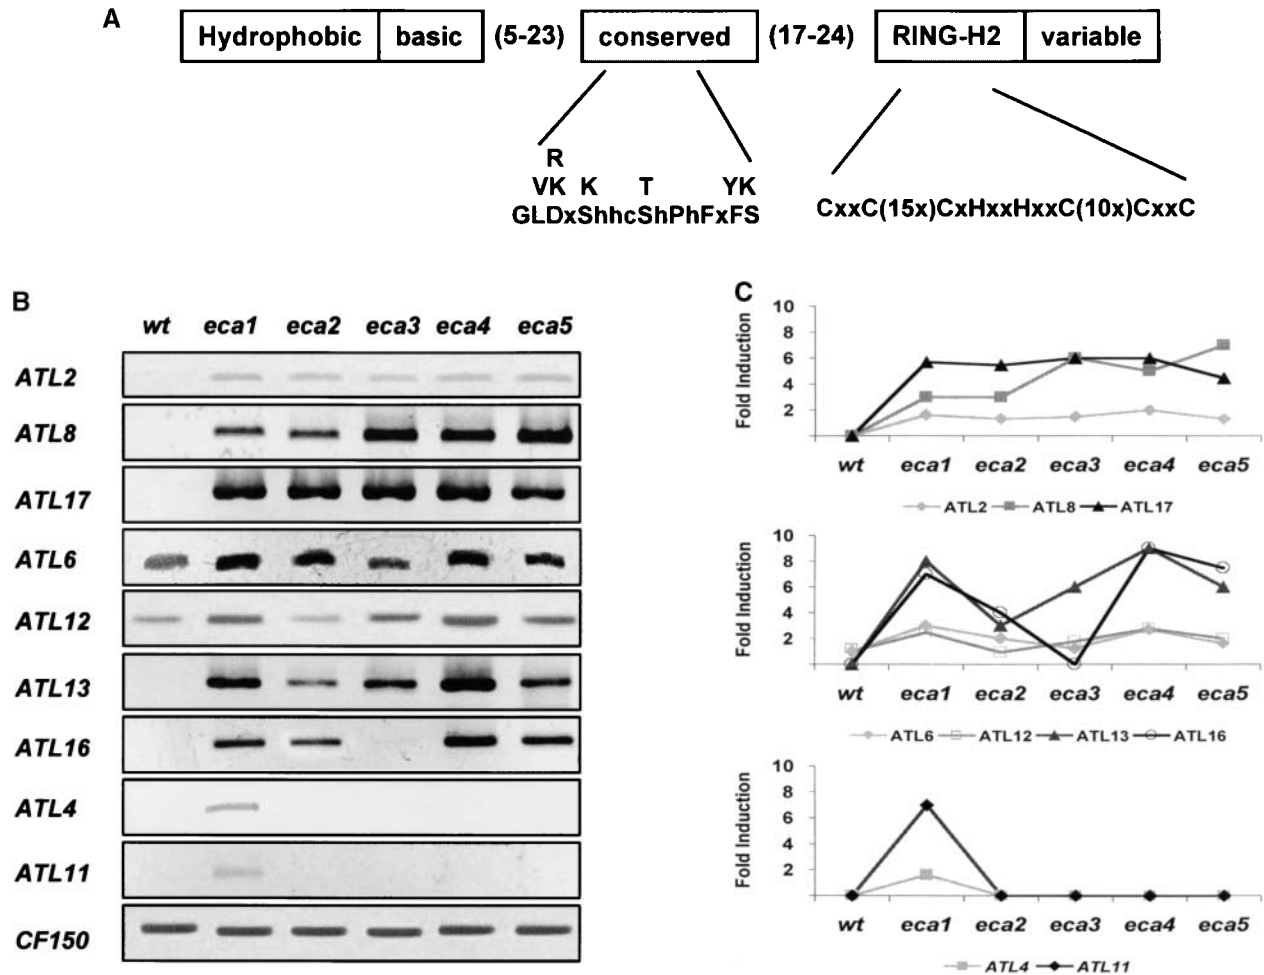 A
Hydrophobic basic (5-23) conserved (17-24) RING-H2 variable
R
VK K T YK
GLDxShhcShPhFxFS
CxxC(15x)CxHxxHxxC(10x)CxxC
B
wt eca1 eca2 eca3 eca4 eca5
ATL2
ATL8
ATL17
ATL6
ATL12
ATL13
ATL16
ATL4
ATL11
CF150
C
Fold Induction
10
8
6
4
2
wt eca1 eca2 eca3 eca4 eca5
ATL2 ATL8 ATL17
Fold Induction
10
8
6
4
2
wt eca1 eca2 eca3 eca4 eca5
ATL6 ATL12 ATL13 ATL16
Fold Induction
10
8
6
4
2
wt eca1 eca2 eca3 eca4 eca5
ATL4 ATL11